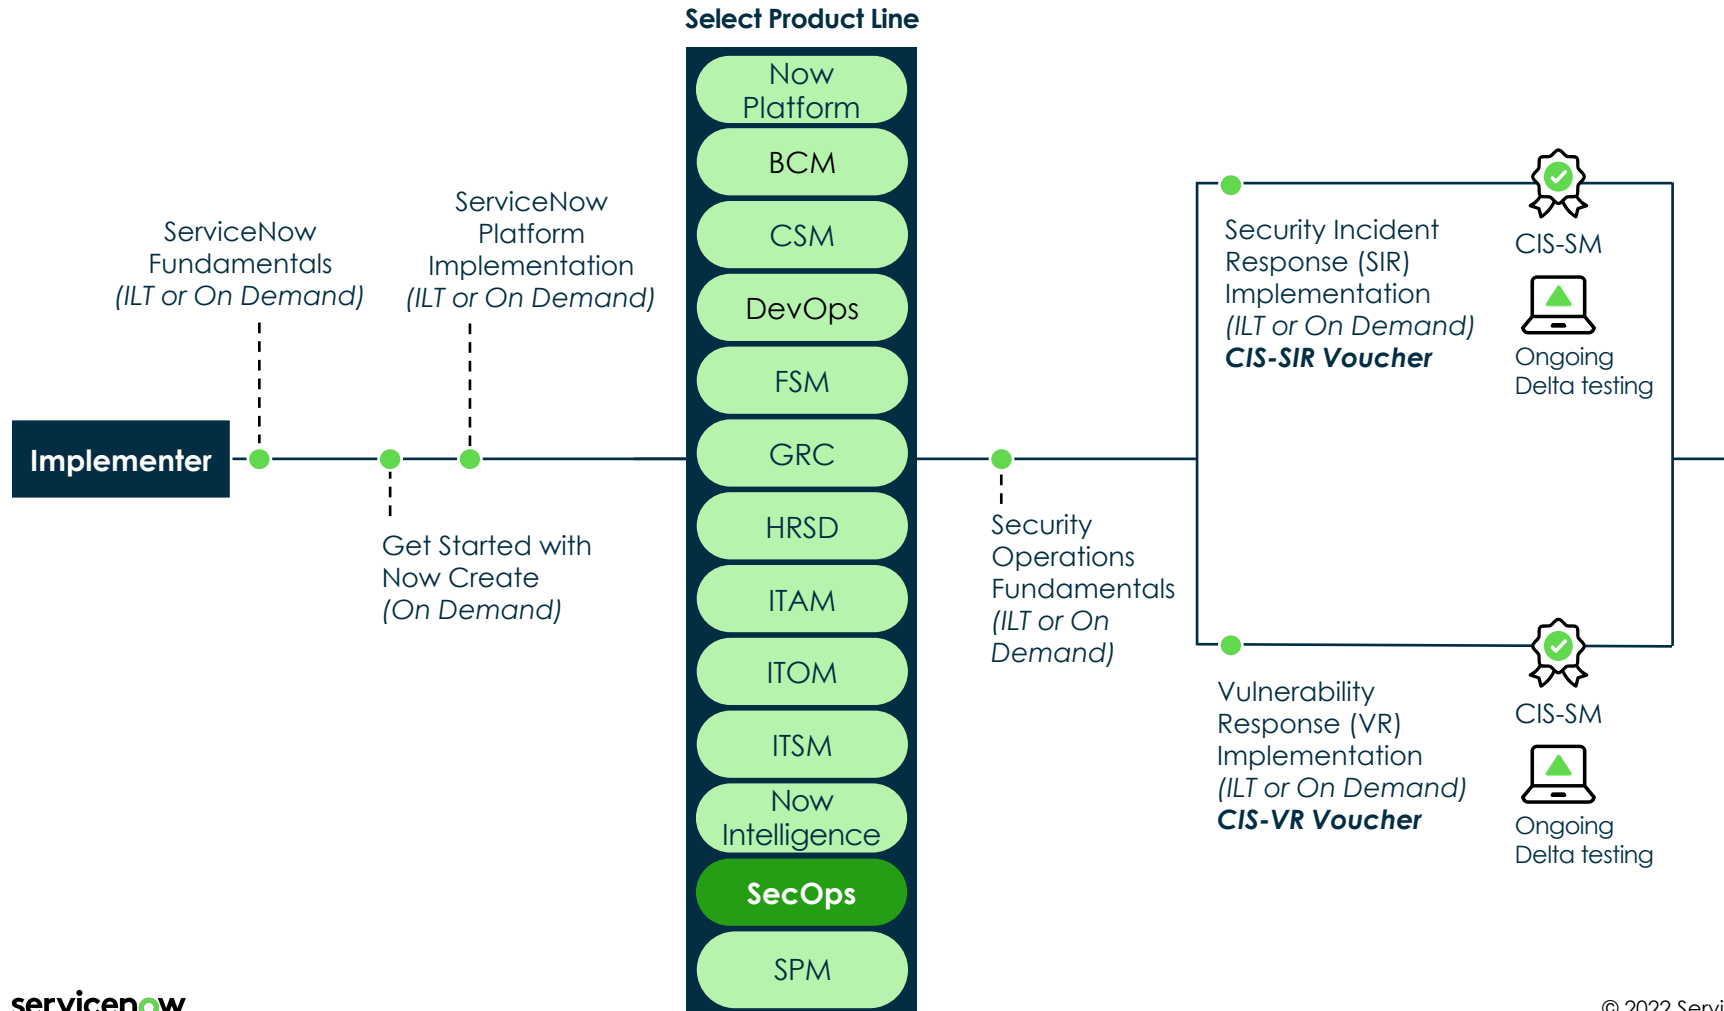 Select Product Line
Now
Platform
BCM
CSM
DevOps
FSM
GRC
HRSD
ITAM
ITOM
ITSM
Now
Intelligence
SecOps
SPM
Implementer
ServiceNow
Fundamentals
(ILT or On Demand)
Get Started with
Now Create
(On Demand)
ServiceNow
Platform
Implementation
(ILT or On Demand)
Security
Operations
Fundamentals
(ILT or On
Demand)
Security Incident
Response (SIR)
Implementation
(ILT or On Demand)
CIS-SIR Voucher
CIS-SM
Ongoing
Delta testing
Vulnerability
Response (VR)
Implementation
(ILT or On Demand)
CIS-VR Voucher
CIS-SM
Ongoing
Delta testing
servicenow
© 2022 Servi